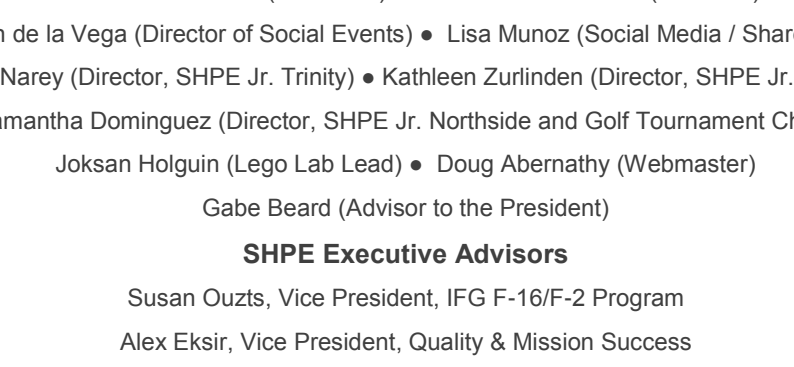 de la Vega (Director of Social Events) ● Lisa Munoz (Social Media /
Narey (Director, SHPE Jr. Trinity) ● Kathleen Zurlinden (Director, SHPE Jr.
Dominguez (Director, SHPE Jr. Northside and Golf Tournament
Joksan Holguin (Lego Lab Lead) ● Doug Abernathy (Webmaster)
Gabe Beard (Advisor to the President)
SHPE Executive Advisors
Susan Ouzts, Vice President, IFG F-16/F-2 Program
Alex Eksir, Vice President, Quality & Mission Success